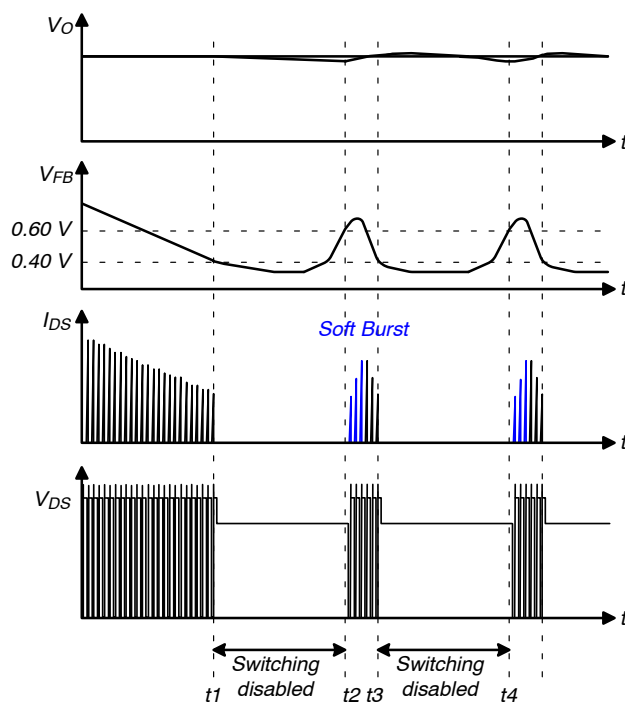 VO
t
VFB
0.60 V
0.40 V
t
IDS
Soft Burst
t
VDS
t
Switching
disabled
Switching
disabled
t1
t2 t3
t4